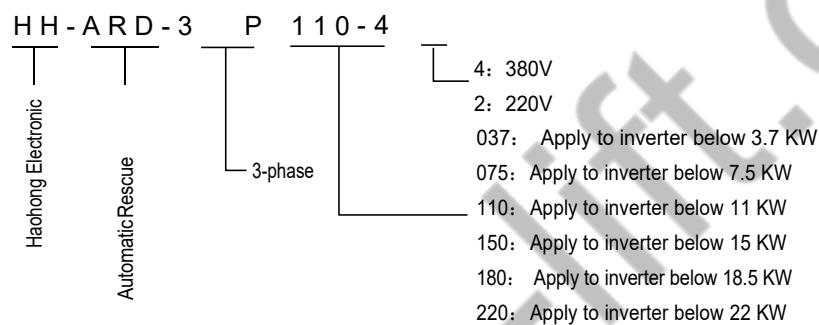 HH-ARD-3 P 110-4
4：380V
2：220V
037： Apply to inverter below 3.7 KW
3-phase
075：Apply to inverter below 7.5 KW
110：Apply to inverter below 11 KW
150：Apply to inverter below 15 KW
180： Apply to inverter below 18.5 KW
220：Apply to inverter below 22 KW
Haohong Electronic
Automatic Rescue